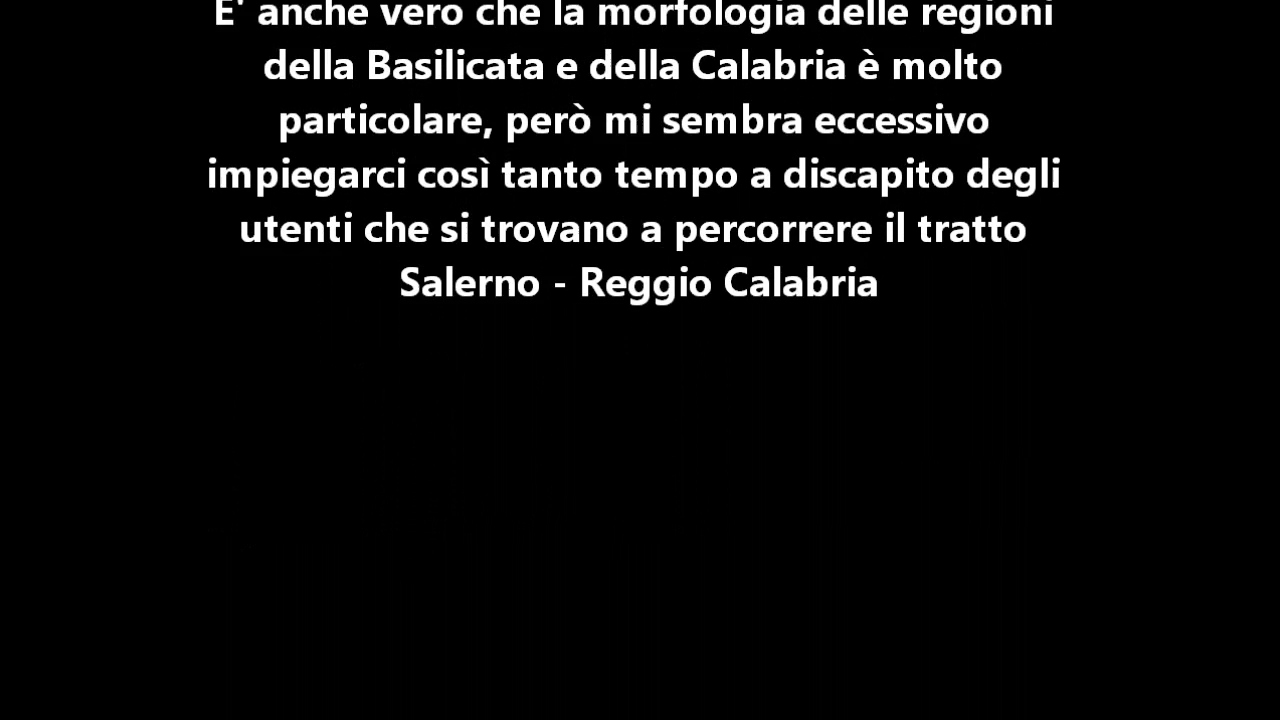 E' anche vero che la morfologia delle regioni
della Basilicata e della Calabria è molto
particolare, però mi sembra eccessivo
impiegarci così tanto tempo a discapito degli
utenti che si trovano a percorrere il tratto
Salerno - Reggio Calabria